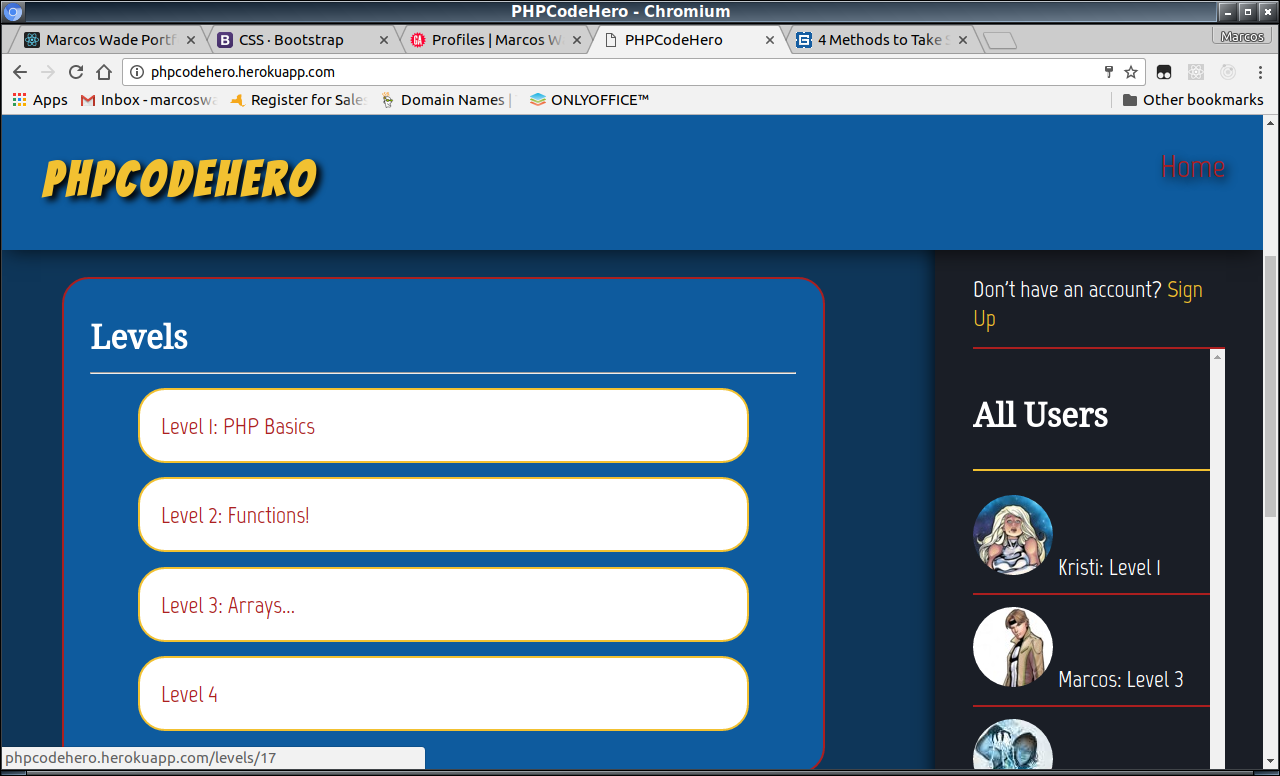 PHPCodeHero - Chromium
Marcos Wade Portf
CSS · Bootstrap
Profiles | Marcos W
PHPCodeHero
4 Methods to Take S
Marcos
phpcodehero.herokuapp.com
Apps
Inbox - marcoswa
Register for Sales
Domain Names |
ONLYOFFICE™
Other bookmarks
PHPCODEHERO
Home
Levels
Level 1: PHP Basics
Level 2: Functions!
Level 3: Arrays...
Level 4
Don't have an account? Sign
Up
All Users
Kristi: Level 1
Marcos: Level 3
phpcodehero.herokuapp.com/levels/17